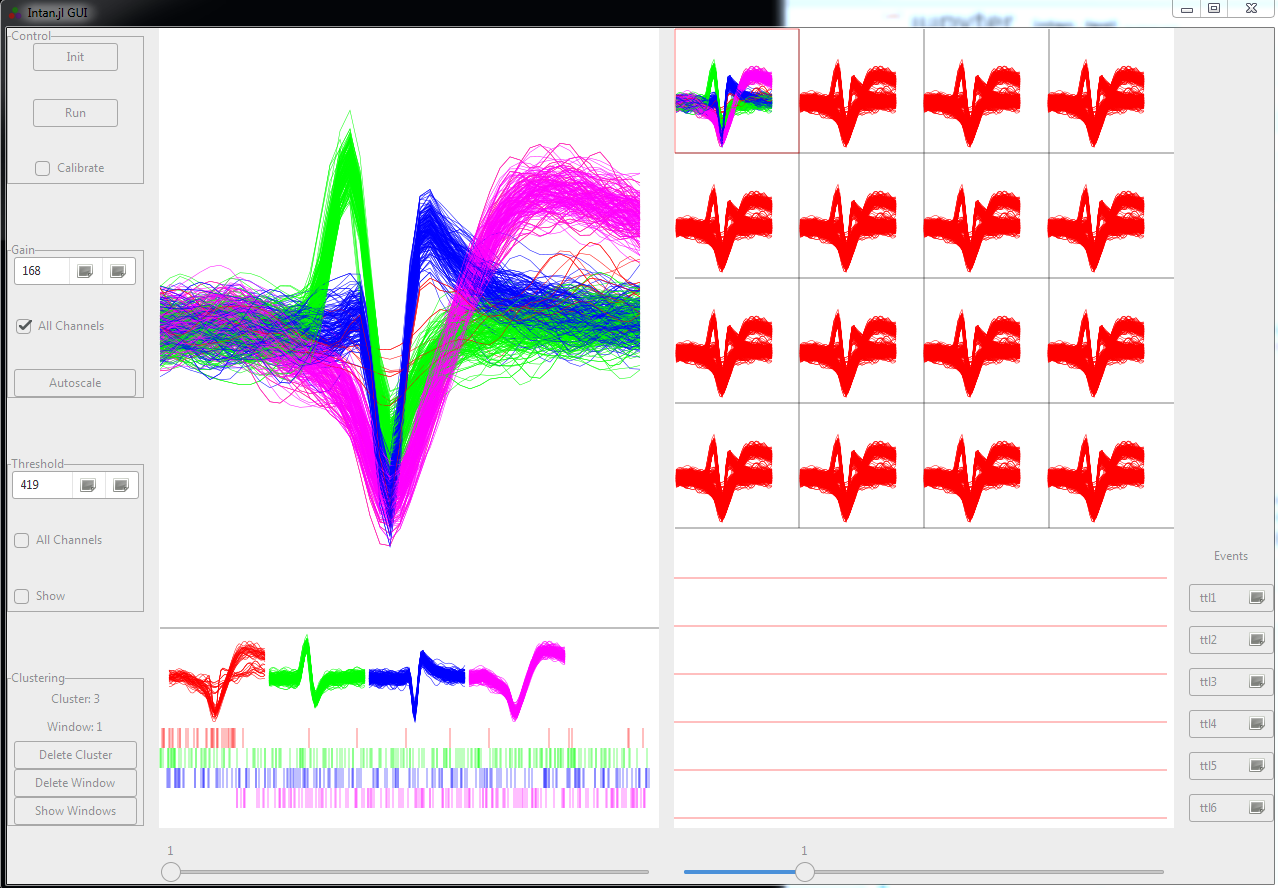 Intan.jl GUI
Control
Init
Run
Calibrate
Gain
168
All Channels
Autoscale
Threshold
419
All Channels
Show
Clustering
Cluster: 3
Window: 1
Delete Cluster
Delete Window
Show Windows
1
1
Events
ttl1
ttl2
ttl3
ttl4
ttl5
ttl6